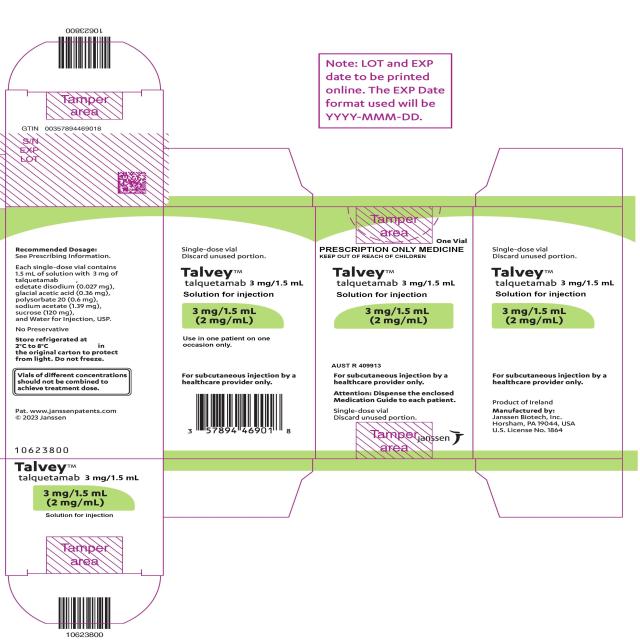 10623800
Tamper
area
GTIN 00357894469018
S/N
EXP
LOT
Note: LOT and EXP
date to be printed
online. The EXP Date
format used will be
YYYY-MMM-DD.
Recommended Dosage:
See Prescribing Information.
Each single-dose vial contains
1.5 mL of solution with 3 mg of
talquetamab
edetate disodium (0.027 mg),
glacial acetic acid (0.36 mg),
polysorbate 20 (0.6 mg),
sodium acetate (1.39 mg),
sucrose (120 mg),
and Water for Injection, USP.
No Preservative
Store refrigerated at
2°C to 8°C in
the original carton to protect
from light. Do not freeze.
Vials of different concentrations
should not be combined to
achieve treatment dose.
Pat. www.janssenpatents.com
© 2023 Janssen
10623800
Single-dose vial
Discard unused portion.
Talvey™
talquetamab 3 mg/1.5 mL
Solution for injection
3 mg/1.5 mL
(2 mg/mL)
Use in one patient on one
occasion only.
For subcutaneous injection by a
healthcare provider only.
3 57894 46901 8
Tamper
area
One Vial
PRESCRIPTION ONLY MEDICINE
KEEP OUT OF REACH OF CHILDREN
Talvey™
talquetamab 3 mg/1.5 mL
Solution for injection
3 mg/1.5 mL
(2 mg/mL)
AUST R 409913
For subcutaneous injection by a
healthcare provider only.
Attention: Dispense the enclosed
Medication Guide to each patient.
Single-dose vial
Discard unused portion.
Tamper
area
janssen
Single-dose vial
Discard unused portion.
Talvey™
talquetamab 3 mg/1.5 mL
Solution for injection
3 mg/1.5 mL
(2 mg/mL)
For subcutaneous injection by a
healthcare provider only.
Product of Ireland
Manufactured by:
Janssen Biotech, Inc.
Horsham, PA 19044, USA
U.S. License No. 1864
Talvey™
talquetamab 3 mg/1.5 mL
3 mg/1.5 mL
(2 mg/mL)
Solution for injection
Tamper
area
10623800